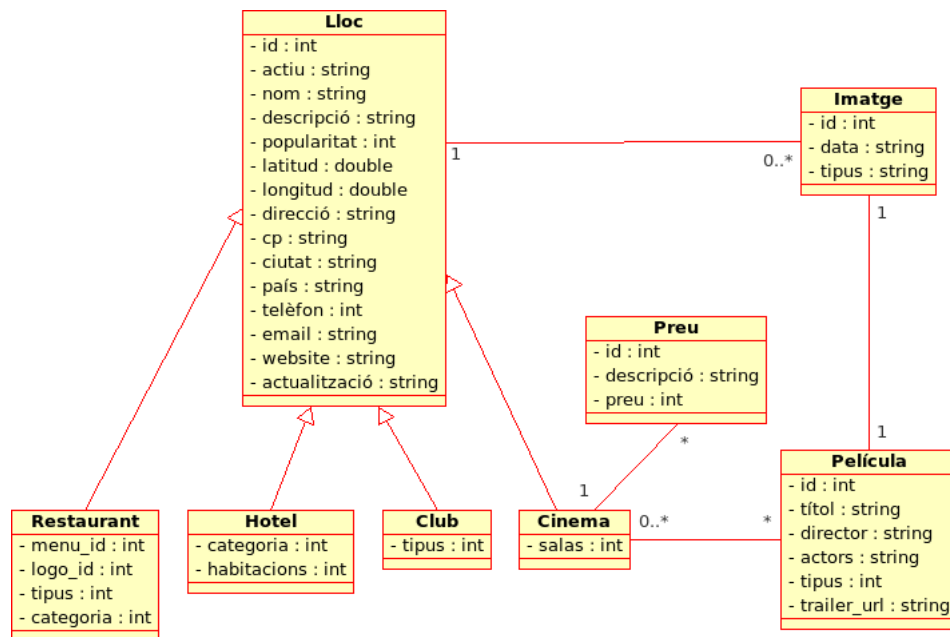 Lloc
- id : int
- actiu : string
- nom : string
- descripció : string
- popularitat : int
- latitud : double
- longitud : double
- direcció : string
- cp : string
- ciutat : string
- país : string
- telèfon : int
- email : string
- website : string
- actualització : string
1
0..*
Imatge
- id : int
- data : string
- tipus : string
1
1
Preu
- id : int
- descripció : string
- preu : int
*
1
Restaurant
- menu_id : int
- logo_id : int
- tipus : int
- categoria : int
Hotel
- categoria : int
- habitacions : int
Club
- tipus : int
Cinema
- salas : int
0..*
*
Película
- id : int
- títol : string
- director : string
- actors : string
- tipus : int
- trailer_url : string